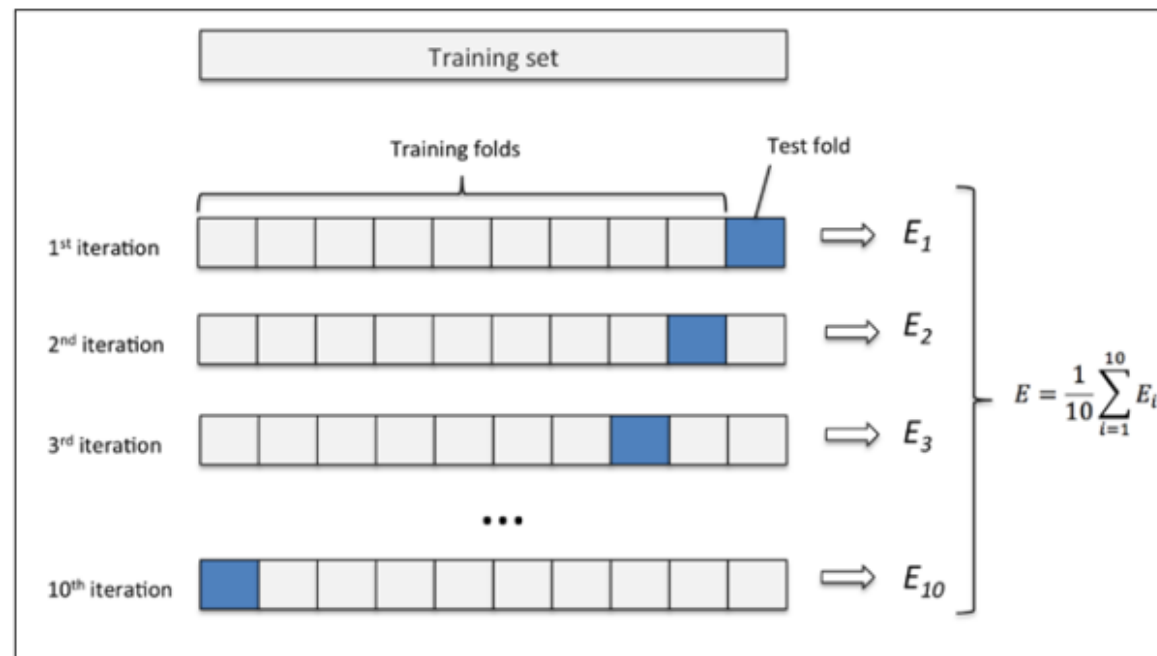 Training set
Training folds
Test fold
1st iteration
E1
2nd iteration
E2
3rd iteration
E3
E = 1/10 ∑ i=1 10 Ei
...
10th iteration
E10